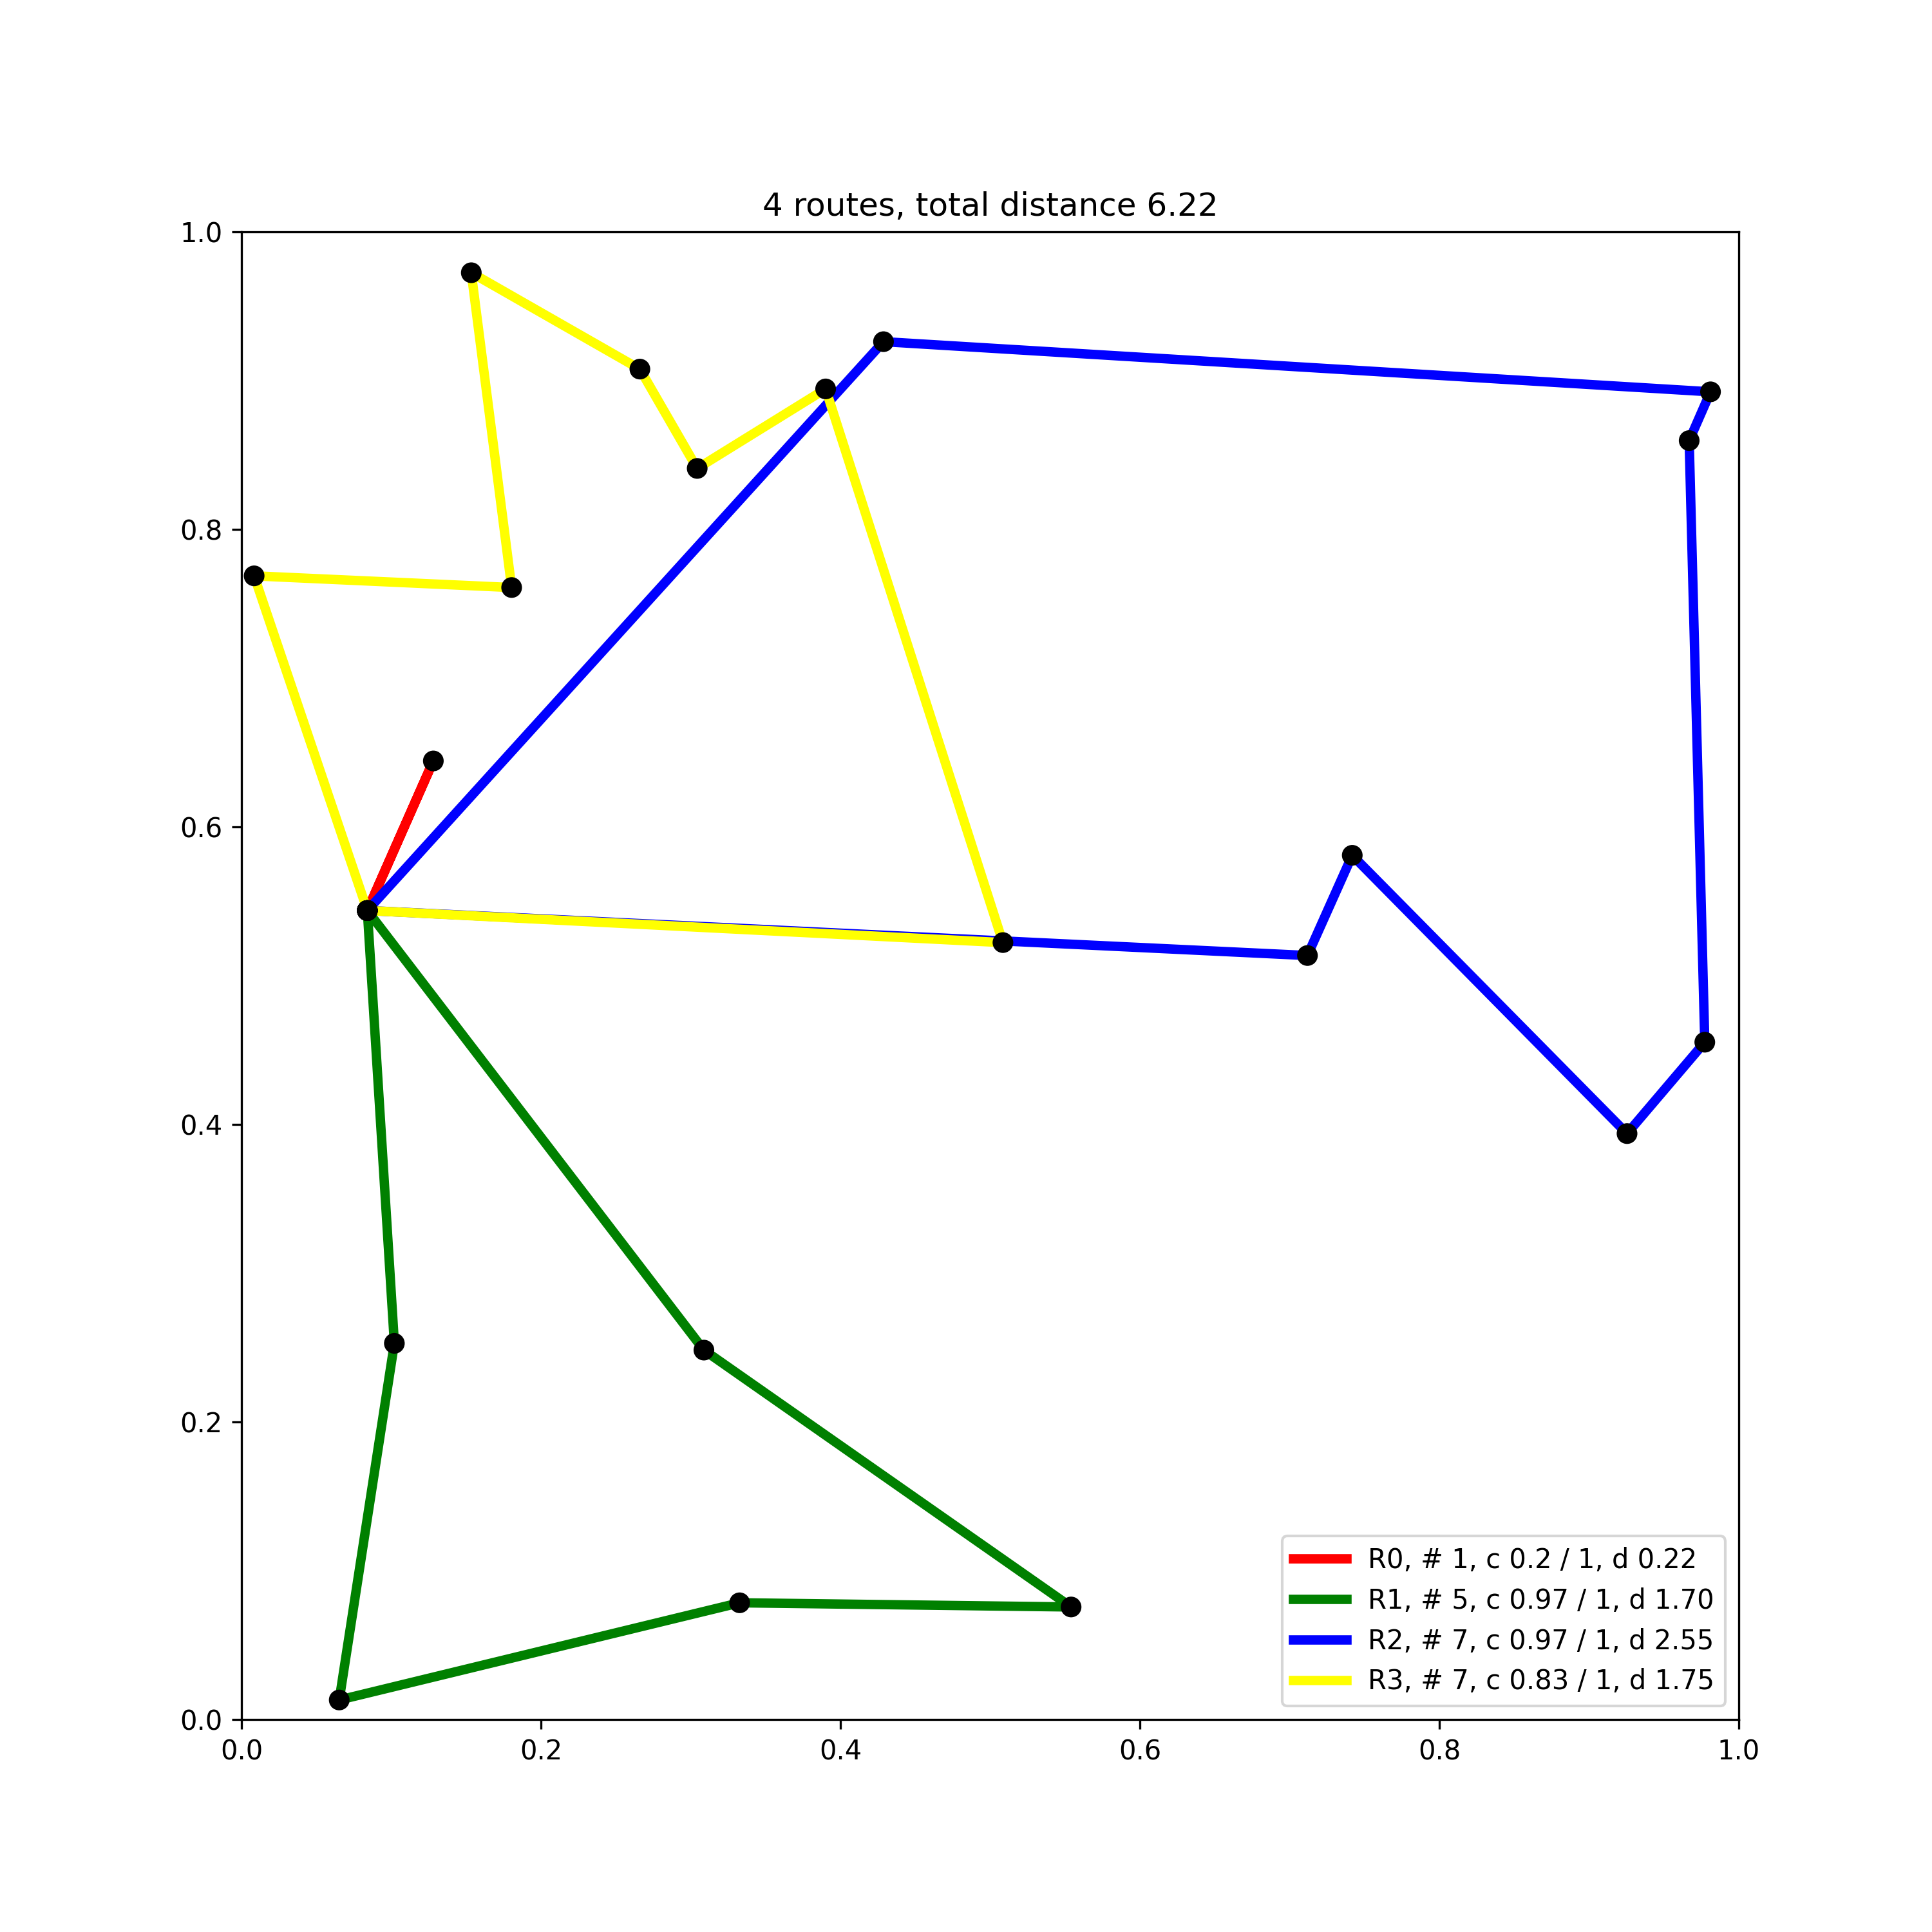 4 routes, total distance 6.22
1.0
0.8
0.6
0.4
0.2
0.0
0.0 0.2 0.4 0.6 0.8 1.0
R0, # 1, c 0.2 / 1, d 0.22
R1, # 5, c 0.97 / 1, d 1.70
R2, # 7, c 0.97 / 1, d 2.55
R3, # 7, c 0.83 / 1, d 1.75